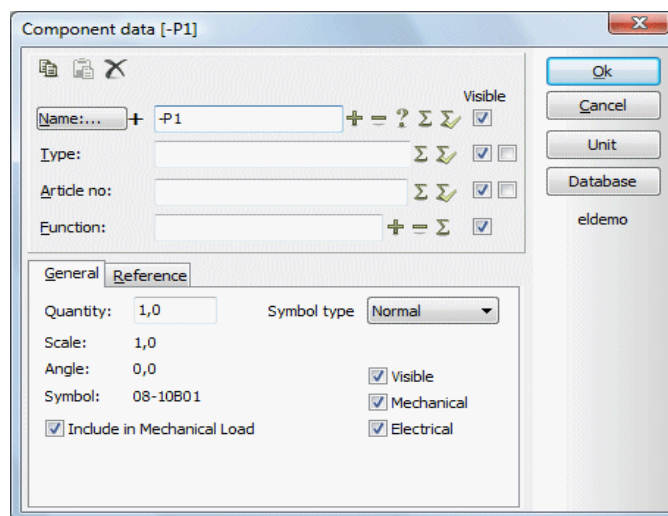 Component data [-P1]
Ok
Visible
Name:... -P1
Cancel
Type:
Unit
Article no:
Database
Function:
eldemo
General Reference
Quantity: 1,0 Symbol type Normal
Scale: 1,0
Angle: 0,0 Visible
Symbol: 08-10B01 Mechanical
Include in Mechanical Load Electrical